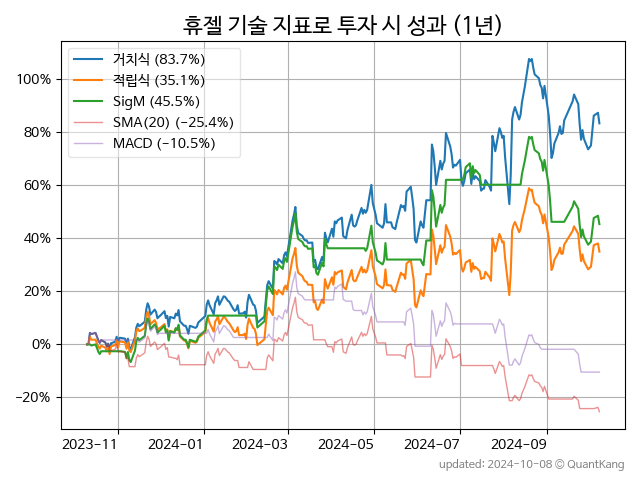 휴젤 기술 지표로 투자 시 성과 (1년)
거치식 (83.7%)
적립식 (35.1%)
SigM (45.5%)
SMA(20) (−25.4%)
MACD (−10.5%)
100%
80%
60%
40%
20%
0%
−20%
2023-11 2024-01 2024-03 2024-05 2024-07 2024-09
updated: 2024-10-08 © QuantKang